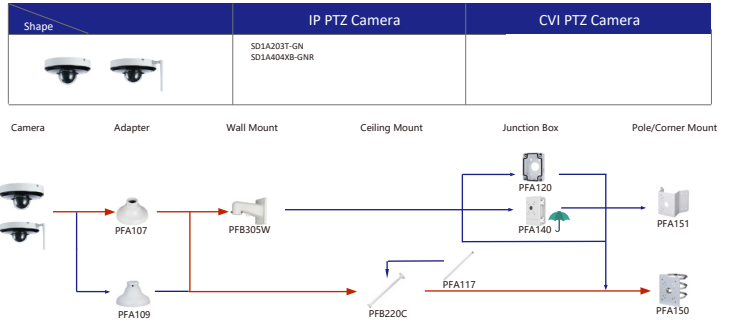 Shape
IP PTZ Camera
CVI PTZ Camera
SD1A203T-GN
SD1A404XB-GNR
Camera
Adapter
Wall Mount
Ceiling Mount
Junction Box
Pole/Corner Mount
PFA120
PFA107
PFB305W
PFA140
PFA151
PFA109
PFB220C
PFA117
PFA150